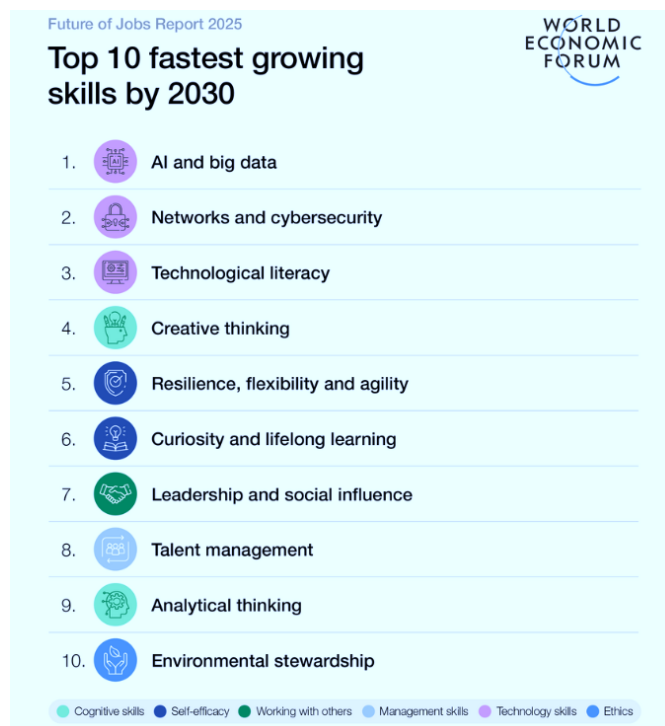 Future of Jobs Report 2025
WORLD
ECONOMIC
FORUM
Top 10 fastest growing
skills by 2030
1. AI and big data
2. Networks and cybersecurity
3. Technological literacy
4. Creative thinking
5. Resilience, flexibility and agility
6. Curiosity and lifelong learning
7. Leadership and social influence
8. Talent management
9. Analytical thinking
10. Environmental stewardship
Cognitive skills Self-efficacy Working with others Management skills Technology skills Ethics